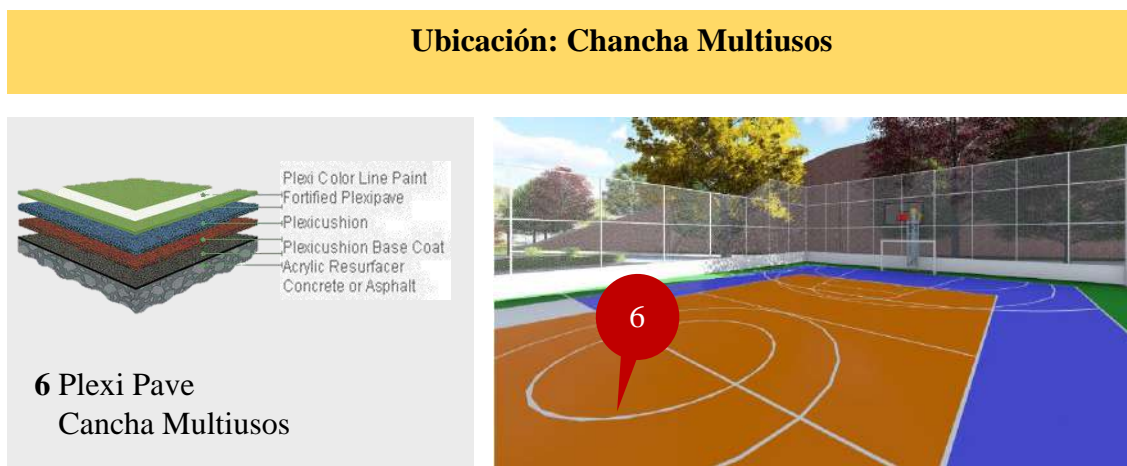 Ubicación: Chancha Multiusos
Plexi Color Line Paint
Fortified Plexipave
Plexicushion
Plexicushion Base Coat
Acrylic Resurfacer
Concrete or Asphalt
6
6 Plexi Pave
Cancha Multiusos